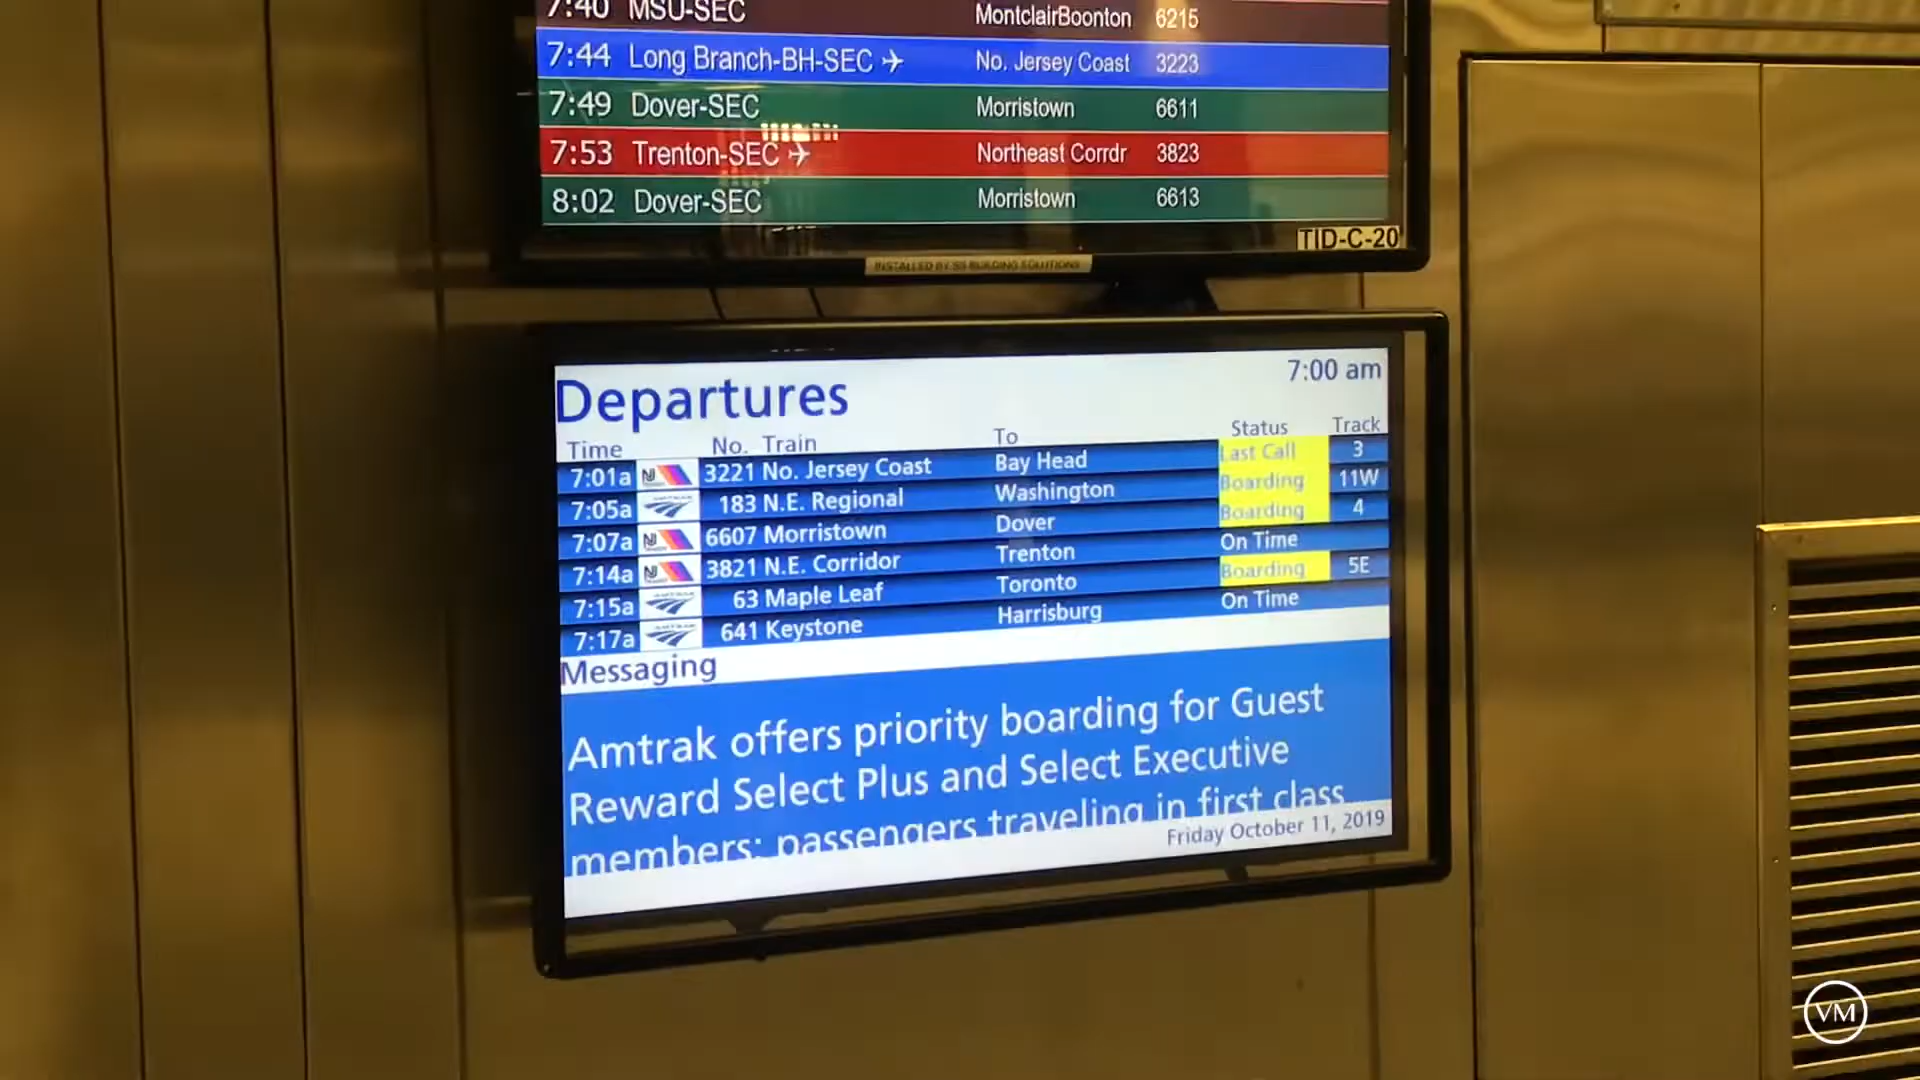 7:40 MSU-SEC MontclairBoonton 6215
7:44 Long Branch-BH-SEC ✈ No. Jersey Coast 3223
7:49 Dover-SEC Morristown 6611
7:53 Trenton-SEC ✈ Northeast Corrdr 3823
8:02 Dover-SEC Morristown 6613
TID-C-20
INSTALLED BY SS BUILDING SOLUTIONS
Departures 7:00 am
Time No. Train To Status Track
7:01a 3221 No. Jersey Coast Bay Head Last Call 3
7:05a 183 N.E. Regional Washington Boarding 11W
7:07a 6607 Morristown Dover Boarding 4
7:14a 3821 N.E. Corridor Trenton On Time
7:15a 63 Maple Leaf Toronto Boarding 5E
7:17a 641 Keystone Harrisburg On Time
Messaging
Amtrak offers priority boarding for Guest
Reward Select Plus and Select Executive
members; passengers traveling in first class
Friday October 11, 2019
VM